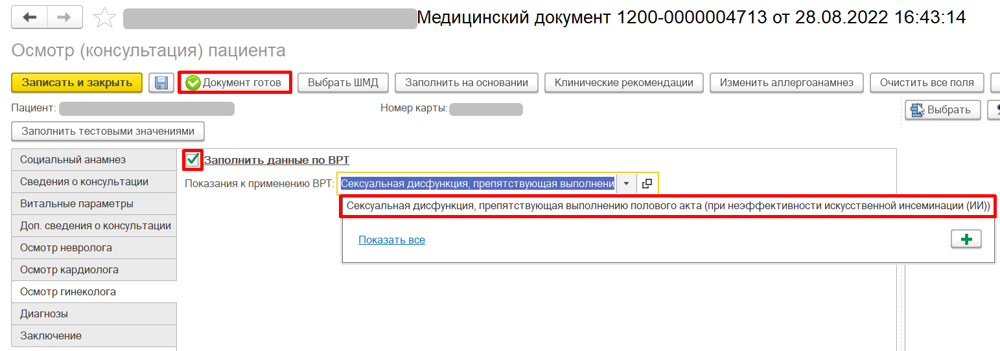 Медицинский документ 1200-0000004713 от 28.08.2022 16:43:14
Осмотр (консультация) пациента
Записать и закрыть Документ готов Выбрать ШМД Заполнить на основании Клинические рекомендации Изменить аллергоанамнез Очистить все поля
Пациент: Номер карты: Выбрать
Заполнить тестовыми значениями
Социальный анамнез
Заполнить данные по ВРТ
Сведения о консультации
Показания к применению ВРТ: Сексуальная дисфункция, препятствующая выполнени
Витальные параметры
Сексуальная дисфункция, препятствующая выполнению полового акта (при неэффективности искусственной инсеминации (ИИ))
Доп. сведения о консультации
Показать все
Осмотр невролога
Осмотр кардиолога
Осмотр гинеколога
Диагнозы
Заключение